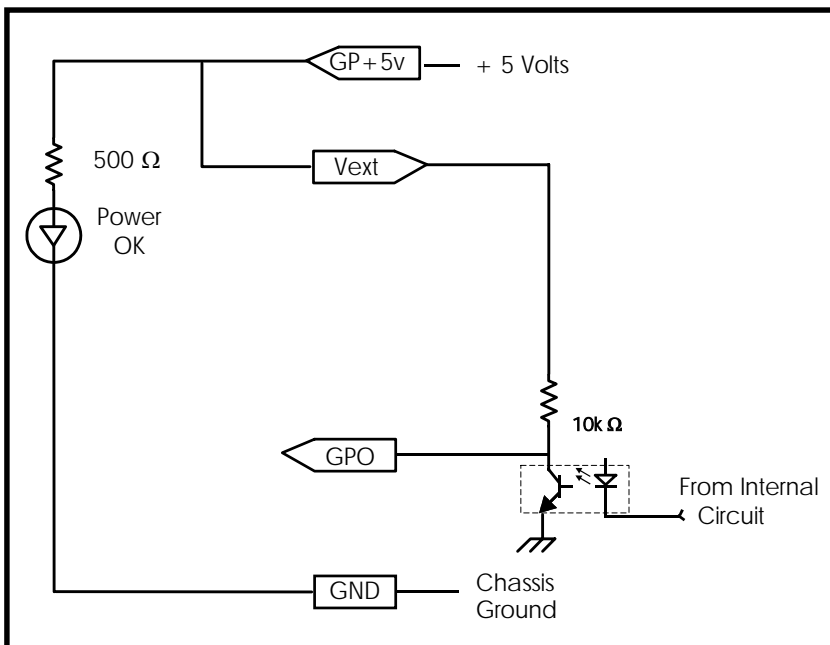 GP+5v
+ 5 Volts
500 Ω
Vext
Power
OK
10k Ω
GPO
From Internal
Circuit
GND
Chassis
Ground